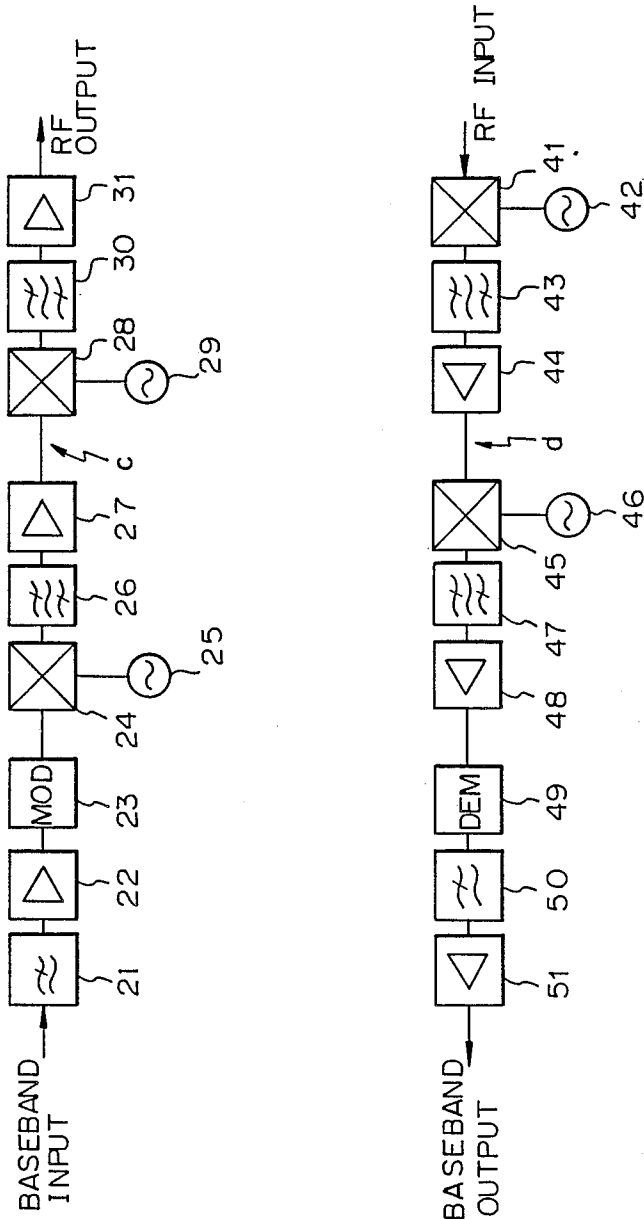 BASEBAND
INPUT
21
22
MOD
23
24
25
26
27
c
28
29
30
31
RF
OUTPUT
RF INPUT
41
42
43
44
d
45
46
47
48
DEM
49
50
51
BASEBAND
OUTPUT